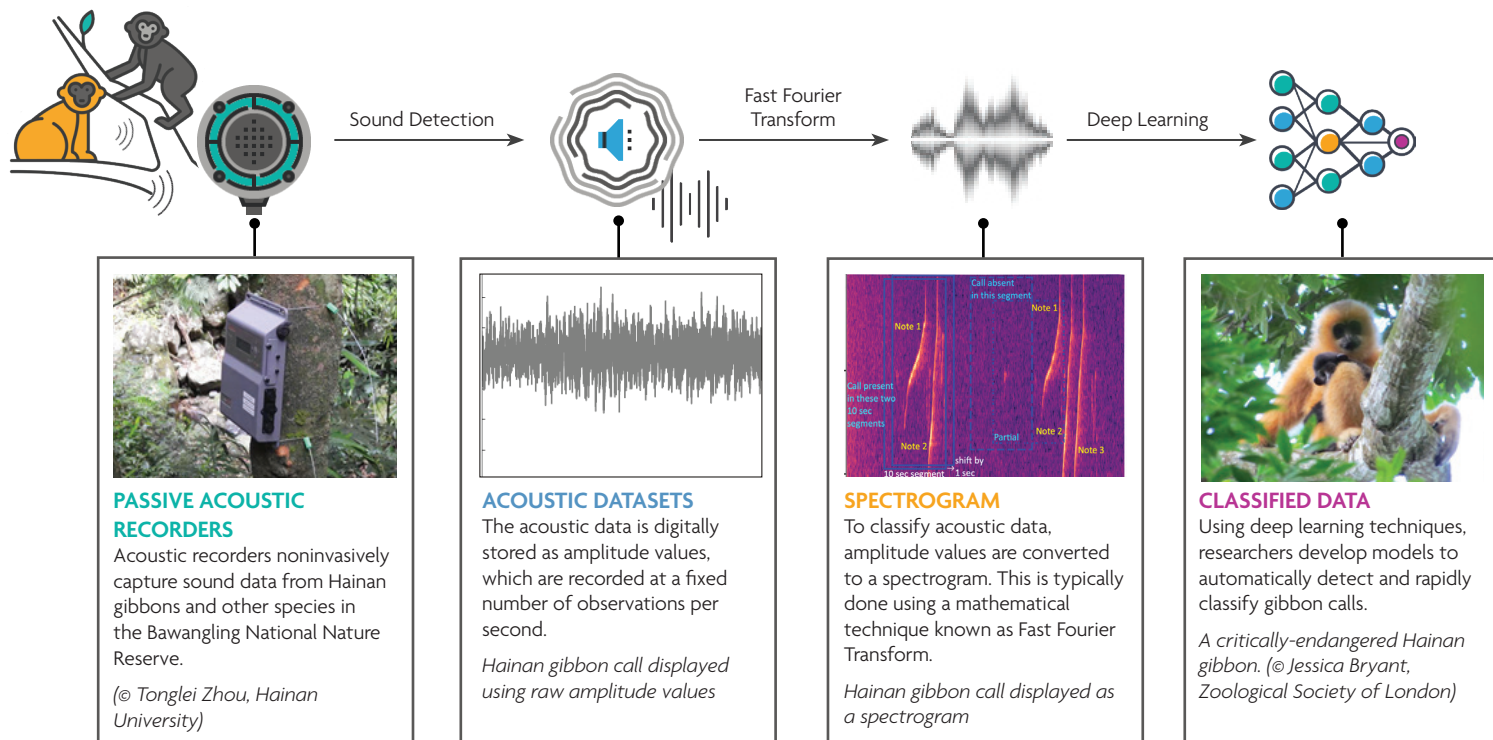 Sound Detection
Fast Fourier
Transform
Deep Learning
PASSIVE ACOUSTIC
RECORDERS
Acoustic recorders noninvasively
capture sound data from Hainan
gibbons and other species in
the Bawangling National Nature
Reserve.
(© Tonglei Zhou, Hainan
University)
ACOUSTIC DATASETS
The acoustic data is digitally
stored as amplitude values,
which are recorded at a fixed
number of observations per
second.
Hainan gibbon call displayed
using raw amplitude values
Call absent
in this segment
Note 1
Note 1
Call present
in these two
10 sec
segments
Note 2
Partial
Note 2
Note 3
10 sec segment
shift by
1 sec
SPECTROGRAM
To classify acoustic data,
amplitude values are converted
to a spectrogram. This is typically
done using a mathematical
technique known as Fast Fourier
Transform.
Hainan gibbon call displayed as
a spectrogram
CLASSIFIED DATA
Using deep learning techniques,
researchers develop models to
automatically detect and rapidly
classify gibbon calls.
A critically-endangered Hainan
gibbon. (© Jessica Bryant,
Zoological Society of London)